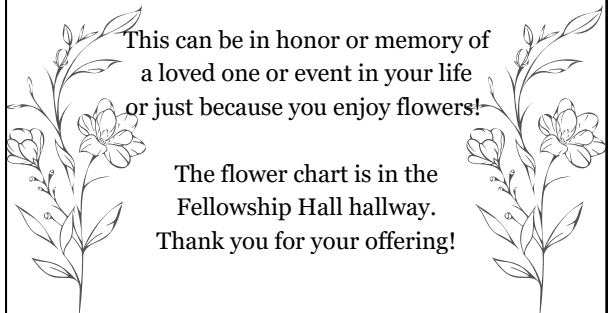 This can be in honor or memory of
a loved one or event in your life
or just because you enjoy flowers!
The flower chart is in the
Fellowship Hall hallway.
Thank you for your offering!